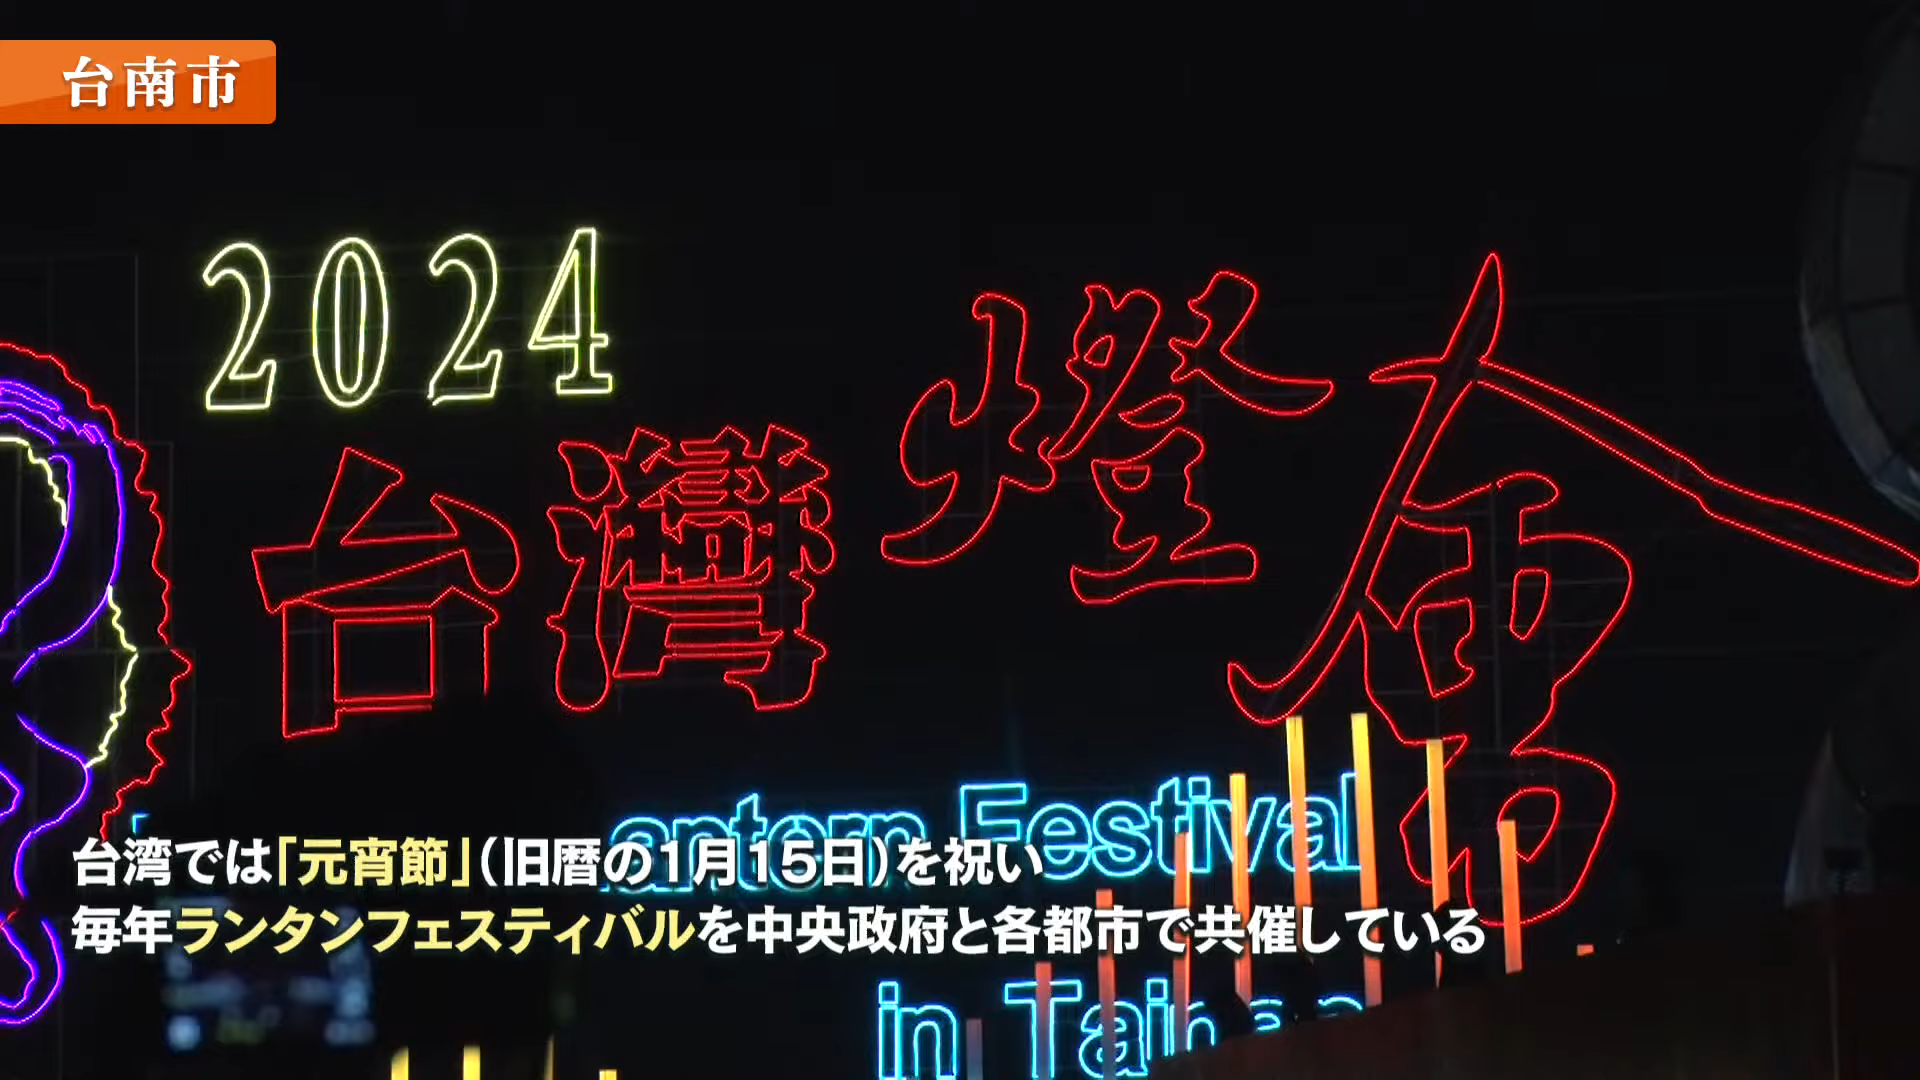 台南市
2024
台灣燈會
Festival
台湾では「元宵節」（旧暦の1月15日）を祝い
毎年ランタンフェスティバルを中央政府と各都市で共催している
in